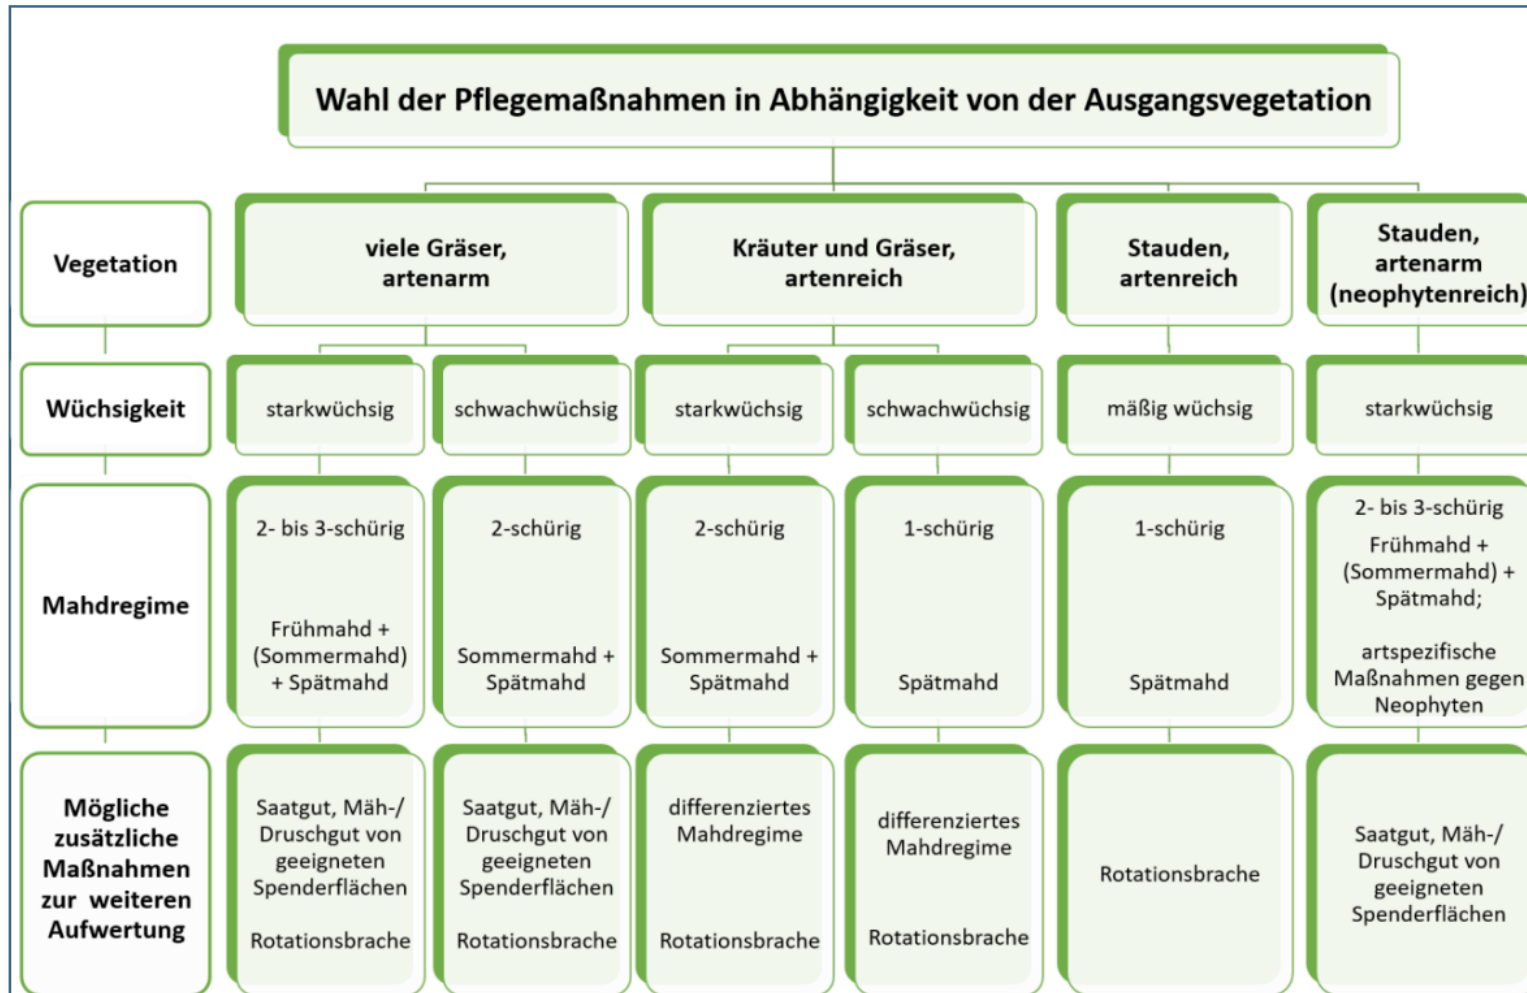 Wahl der Pflegemaßnahmen in Abhängigkeit von der Ausgangsvegetation
Vegetation
viele Gräser,
artenarm
Kräuter und Gräser,
artenreich
Stauden,
artenreich
Stauden,
artenarm
(neophytenreich)
Wüchsigkeit
starkwüchsig
schwachwüchsig
starkwüchsig
schwachwüchsig
mäßig wüchsig
starkwüchsig
Mahdregime
2- bis 3-schürig
Frühmahd +
(Sommermahd)
+ Spätmahd
2-schürig
Sommermahd +
Spätmahd
2-schürig
Sommermahd +
Spätmahd
1-schürig
Spätmahd
1-schürig
Spätmahd
2- bis 3-schürig
Frühmahd +
(Sommermahd) +
Spätmahd;
artspezifische
Maßnahmen gegen
Neophyten
Mögliche
zusätzliche
Maßnahmen
zur weiteren
Aufwertung
Saatgut, Mäh-/
Druschgut von
geeigneten
Spenderflächen
Rotationsbrache
Saatgut, Mäh-/
Druschgut von
geeigneten
Spenderflächen
Rotationsbrache
differenziertes
Mahdregime
Rotationsbrache
differenziertes
Mahdregime
Rotationsbrache
Rotationsbrache
Saatgut, Mäh-/
Druschgut von
geeigneten
Spenderflächen